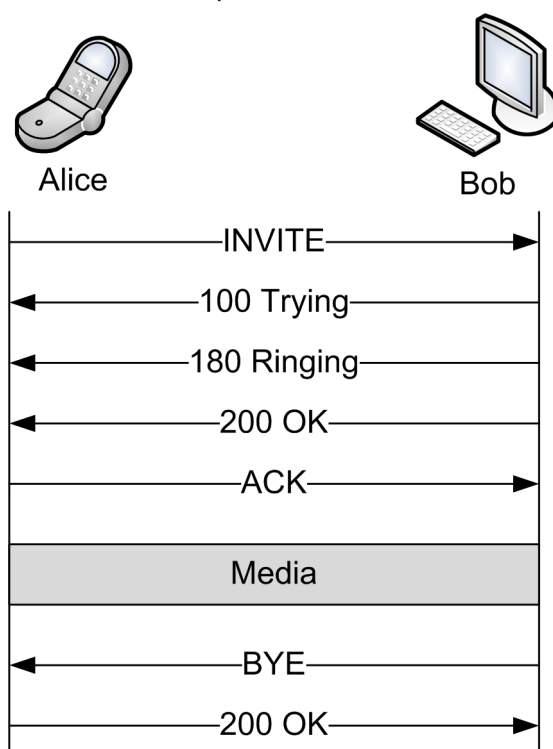 Alice
Bob
INVITE
100 Trying
180 Ringing
200 OK
ACK
Media
BYE
200 OK